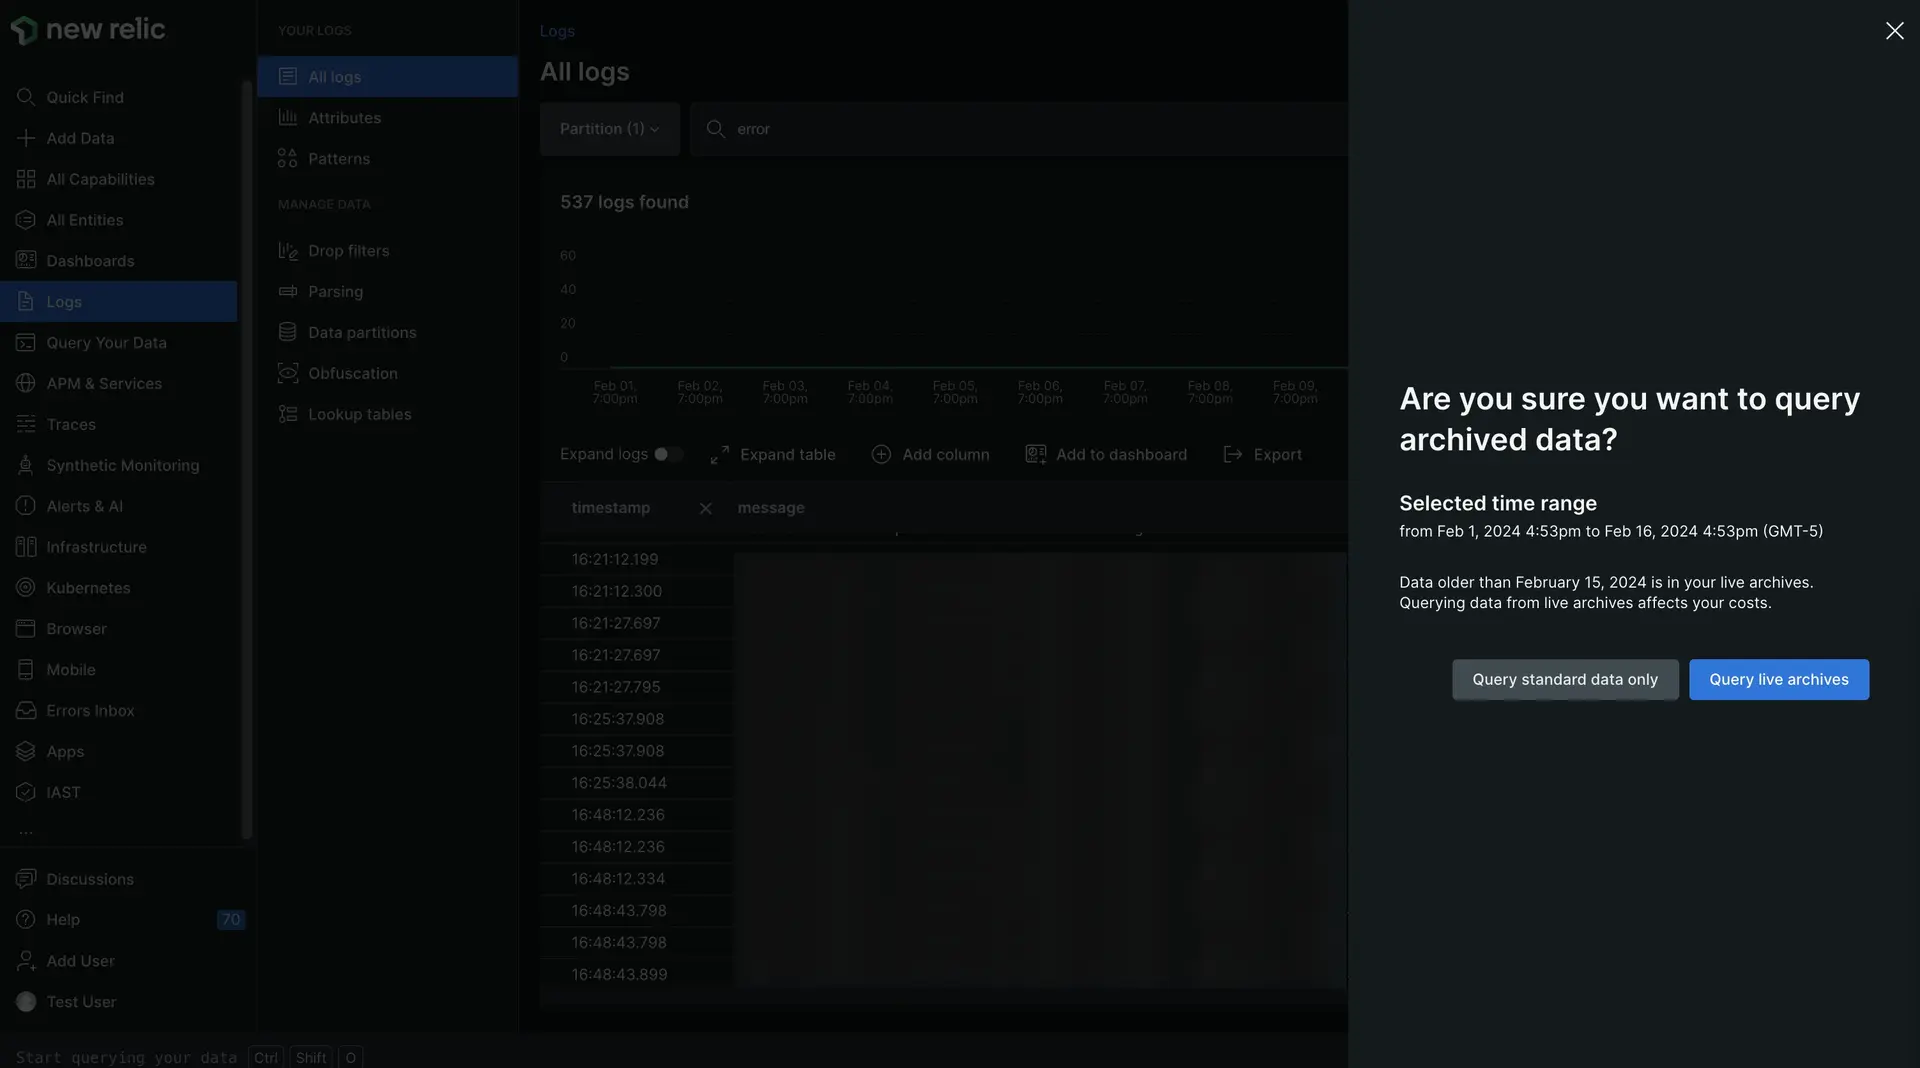 new relic
Quick Find
Add Data
All Capabilities
All Entities
Dashboards
Logs
Query Your Data
APM & Services
Traces
Synthetic Monitoring
Alerts & AI
Infrastructure
Kubernetes
Browser
Mobile
Errors Inbox
Apps
IAST
...
Discussions
Help 70
Add User
Test User
YOUR LOGS
All logs
Attributes
Patterns
MANAGE DATA
Drop filters
Parsing
Data partitions
Obfuscation
Lookup tables
Logs
All logs
Partition (1) error
537 logs found
60
40
20
0
Feb 01, Feb 02, Feb 03, Feb 04, Feb 05, Feb 06, Feb 07, Feb 08, Feb 09,
7:00pm 7:00pm 7:00pm 7:00pm 7:00pm 7:00pm 7:00pm 7:00pm 7:00pm
Expand logs Expand table Add column Add to dashboard Export
timestamp message
16:21:12.199
16:21:12.300
16:21:27.697
16:21:27.697
16:21:27.795
16:25:37.908
16:25:37.908
16:25:38.044
16:48:12.236
16:48:12.236
16:48:12.334
16:48:43.798
16:48:43.798
16:48:43.899
Start querying your data Ctrl Shift O
Are you sure you want to query
archived data?
Selected time range
from Feb 1, 2024 4:53pm to Feb 16, 2024 4:53pm (GMT-5)
Data older than February 15, 2024 is in your live archives.
Querying data from live archives affects your costs.
Query standard data only Query live archives